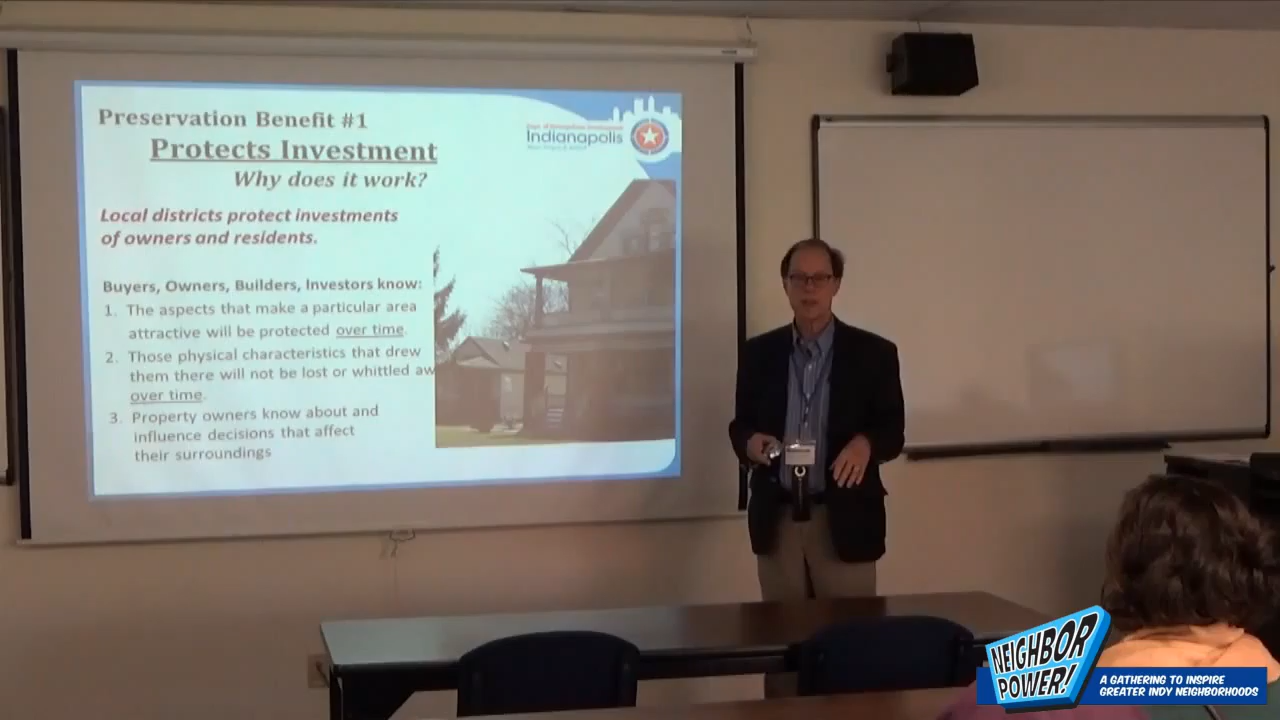 Preservation Benefit #1
Protects Investment
Why does it work?
Indianapolis
Local districts protect investments
of owners and residents.
Buyers, Owners, Builders, Investors know:
1. The aspects that make a particular area
attractive will be protected over time.
2. Those physical characteristics that drew
them there will not be lost or whittled aw
over time.
3. Property owners know about and
influence decisions that affect
their surroundings
NEIGHBOR
POWER!
A GATHERING TO INSPIRE
GREATER INDY NEIGHBORHOODS